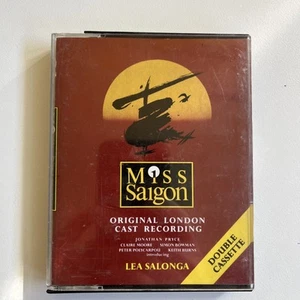 Miss
Saigon
ORIGINAL LONDON
CAST RECORDING
JONATHAN PRYCE
CLAIRE MOORE SIMON BOWMAN
PETER POLYCARPOU KEITH BURNS
introducing
LEA SALONGA
DOUBLE
CASSETTE